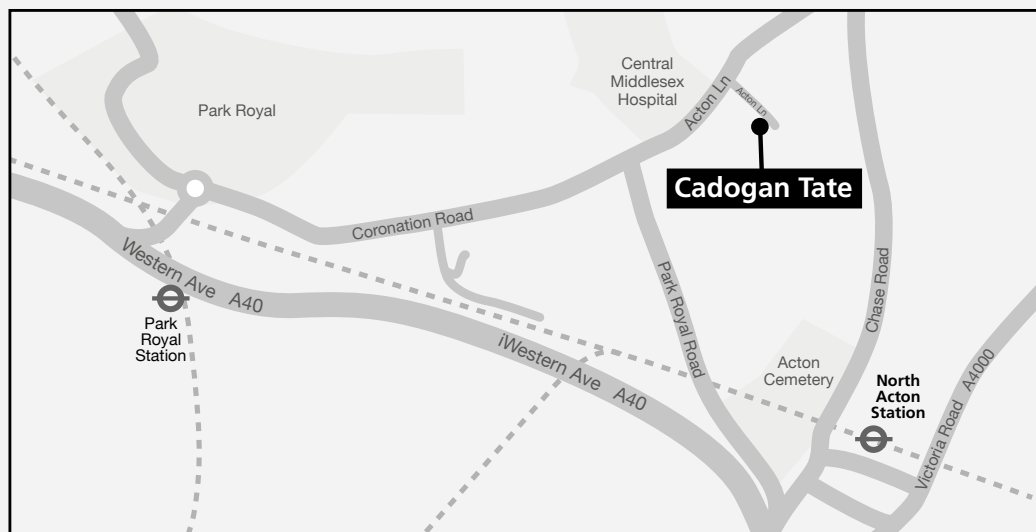 Central
Middlesex
Hospital
Park Royal
Acton Ln
Acton Ln
Cadogan Tate
Coronation Road
Western Ave A40
Park
Royal
Station
iWestern Ave A40
Park Royal Road
Chase Road
Acton
Cemetery
North
Acton
Station
Victoria Road A4000